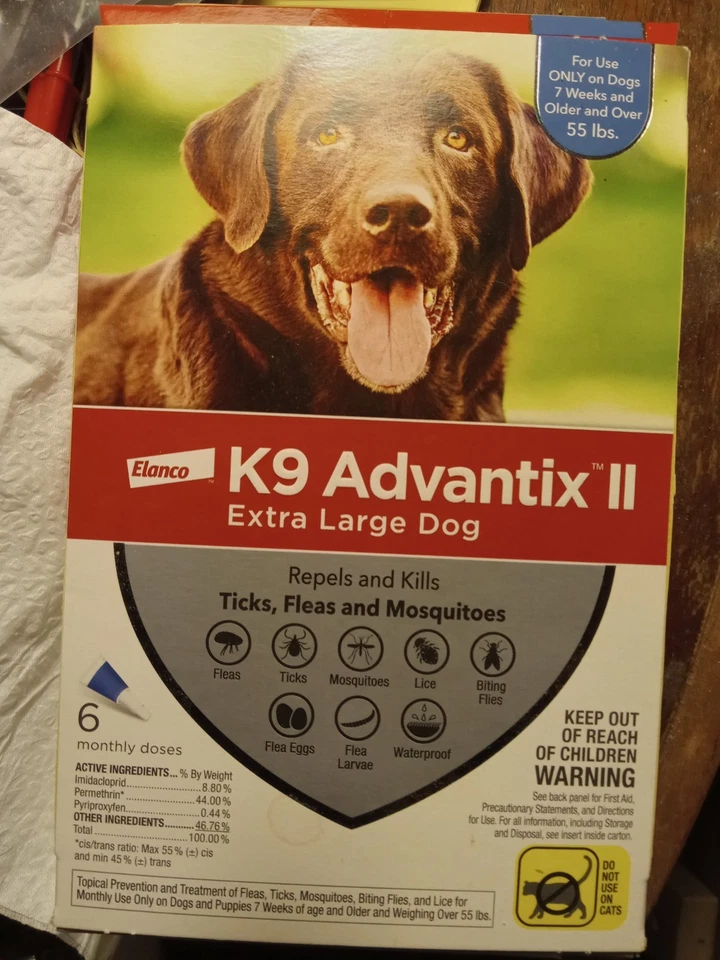 For Use
ONLY on Dogs
7 Weeks and
Older and Over
55 lbs.
Elanco™
K9 Advantix™ II
Extra Large Dog
Repels and Kills
Ticks, Fleas and Mosquitoes
Fleas
Ticks
Mosquitoes
Lice
Biting
Flies
Flea Eggs
Flea
Larvae
Waterproof
6
monthly doses
ACTIVE INGREDIENTS... % By Weight
Imidacloprid..............................8.80%
Permethrin*............................44.00%
Pyriproxyfen.............................0.44%
OTHER INGREDIENTS..........46.76%
Total.....................................100.00%
*cis/trans ratio: Max 55% (±) cis
and min 45% (±) trans
KEEP OUT
OF REACH
OF CHILDREN
WARNING
See back panel for First Aid,
Precautionary Statements, and Directions
for Use. For all information, including Storage
and Disposal, see insert inside carton.
DO
NOT
USE
ON
CATS
Topical Prevention and Treatment of Fleas, Ticks, Mosquitoes, Biting Flies, and Lice for
Monthly Use Only on Dogs and Puppies 7 Weeks of age and Older and Weighing Over 55 lbs.